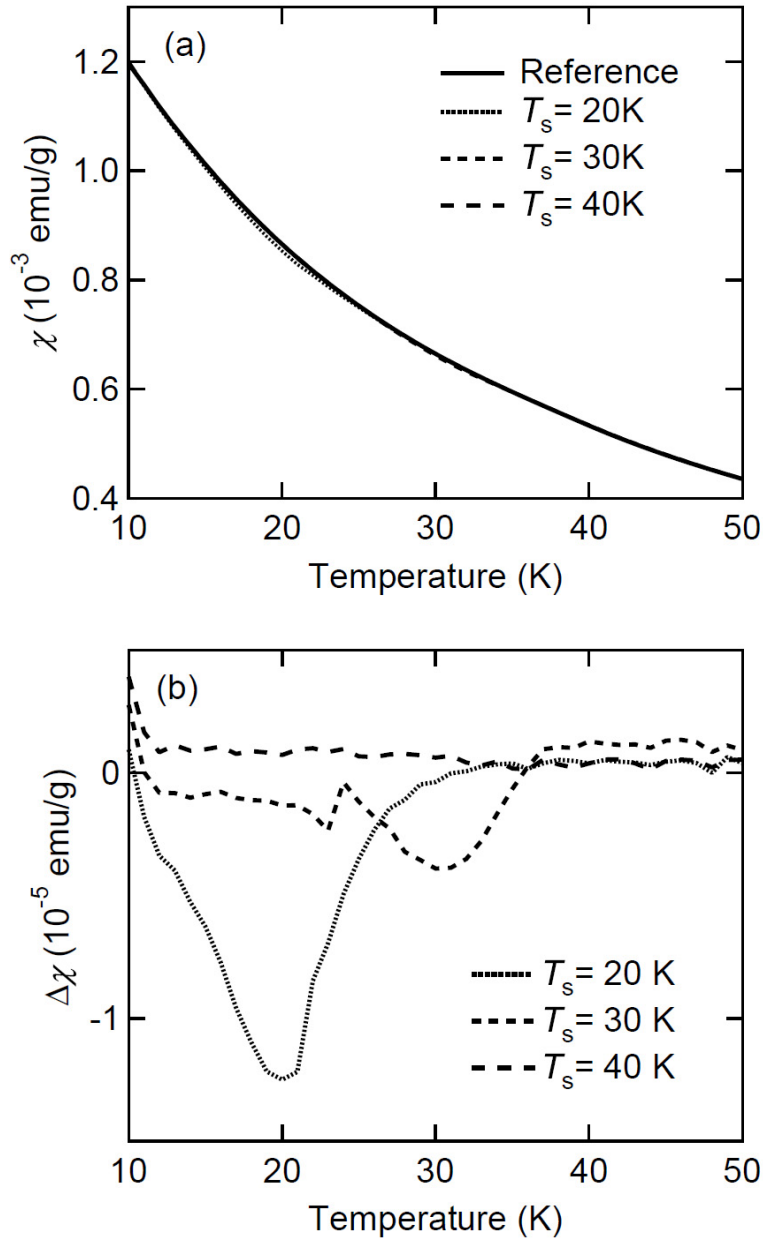 (a)
Reference
Ts= 20K
Ts= 30K
Ts= 40K
1.2
1.0
0.8
0.6
0.4
χ (10-3 emu/g)
10 20 30 40 50
Temperature (K)
(b)
0
-1
Δχ (10-5 emu/g)
Ts= 20 K
Ts= 30 K
Ts= 40 K
10 20 30 40 50
Temperature (K)